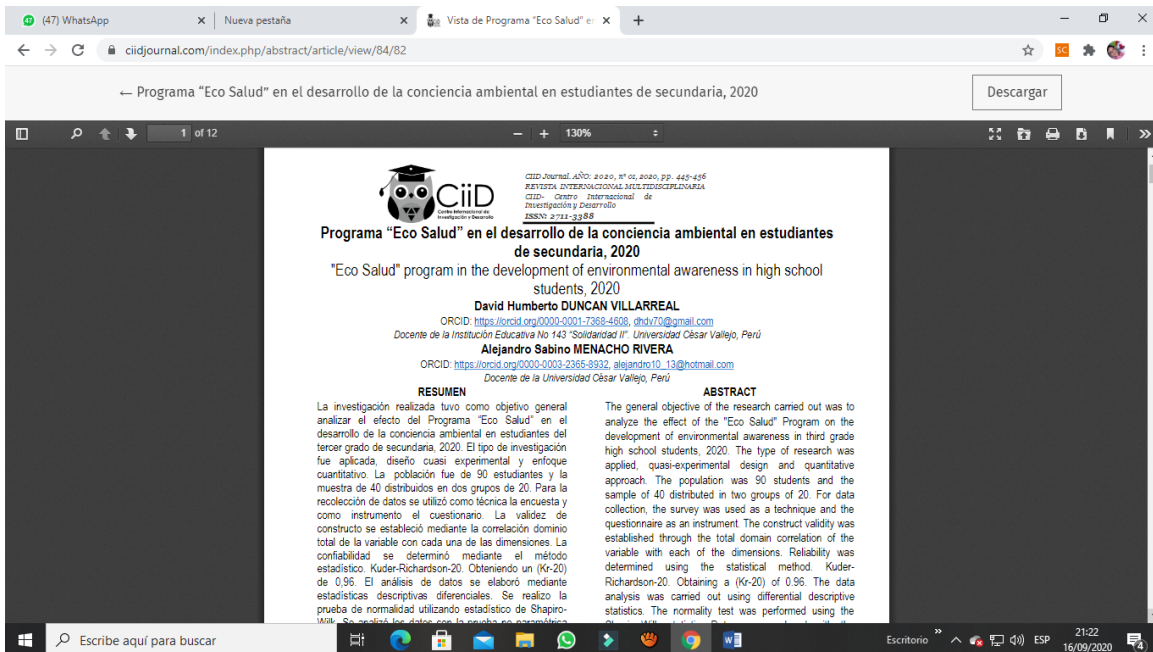 (47) WhatsApp
Nueva pestaña
Vista de Programa "Eco Salud" en
ciidjournal.com/index.php/abstract/article/view/84/82
SC
← Programa "Eco Salud" en el desarrollo de la conciencia ambiental en estudiantes de secundaria, 2020
Descargar
1 of 12
130%
CiiD
Centro Internacional de
Investigación y Desarrollo
CIID Journal. AÑO: 2020, nº 01, 2020, pp. 445-456
REVISTA INTERNACIONAL MULTIDISCIPLINARIA
CIID- Centro Internacional de
Investigación y Desarrollo
ISSN: 2711-3388
Programa "Eco Salud" en el desarrollo de la conciencia ambiental en estudiantes
de secundaria, 2020
"Eco Salud" program in the development of environmental awareness in high school
students, 2020
David Humberto DUNCAN VILLARREAL
ORCID: https://orcid.org/0000-0001-7368-4608, dhdv70@gmail.com
Docente de la Institución Educativa No 143 "Solidaridad II". Universidad César Vallejo, Perú
Alejandro Sabino MENACHO RIVERA
ORCID: https://orcid.org/0000-0003-2365-8932, alejandro10_13@hotmail.com
Docente de la Universidad César Vallejo, Perú
RESUMEN
La investigación realizada tuvo como objetivo general
analizar el efecto del Programa "Eco Salud" en el
desarrollo de la conciencia ambiental en estudiantes del
tercer grado de secundaria, 2020. El tipo de investigación
fue aplicada, diseño cuasi experimental y enfoque
cuantitativo. La población fue de 90 estudiantes y la
muestra de 40 distribuidos en dos grupos de 20. Para la
recolección de datos se utilizó como técnica la encuesta y
como instrumento el cuestionario. La validez de
constructo se estableció mediante la correlación dominio
total de la variable con cada una de las dimensiones. La
confiabilidad se determinó mediante el método
estadístico. Kuder-Richardson-20. Obteniendo un (Kr-20)
de 0,96. El análisis de datos se elaboró mediante
estadísticas descriptivas diferenciales. Se realizo la
prueba de normalidad utilizando estadístico de Shapiro-
Wilk. Se analizó los datos con la prueba no paramétrica
ABSTRACT
The general objective of the research carried out was to
analyze the effect of the "Eco Salud" Program on the
development of environmental awareness in third grade
high school students, 2020. The type of research was
applied, quasi-experimental design and quantitative
approach. The population was 90 students and the
sample of 40 distributed in two groups of 20. For data
collection, the survey was used as a technique and the
questionnaire as an instrument. The construct validity was
established through the total domain correlation of the
variable with each of the dimensions. Reliability was
determined using the statistical method. Kuder-
Richardson-20. Obtaining a (Kr-20) of 0.96. The data
analysis was carried out using differential descriptive
statistics. The normality test was performed using the
Escribe aquí para buscar
Escritorio
ESP
21:22
16/09/2020
4